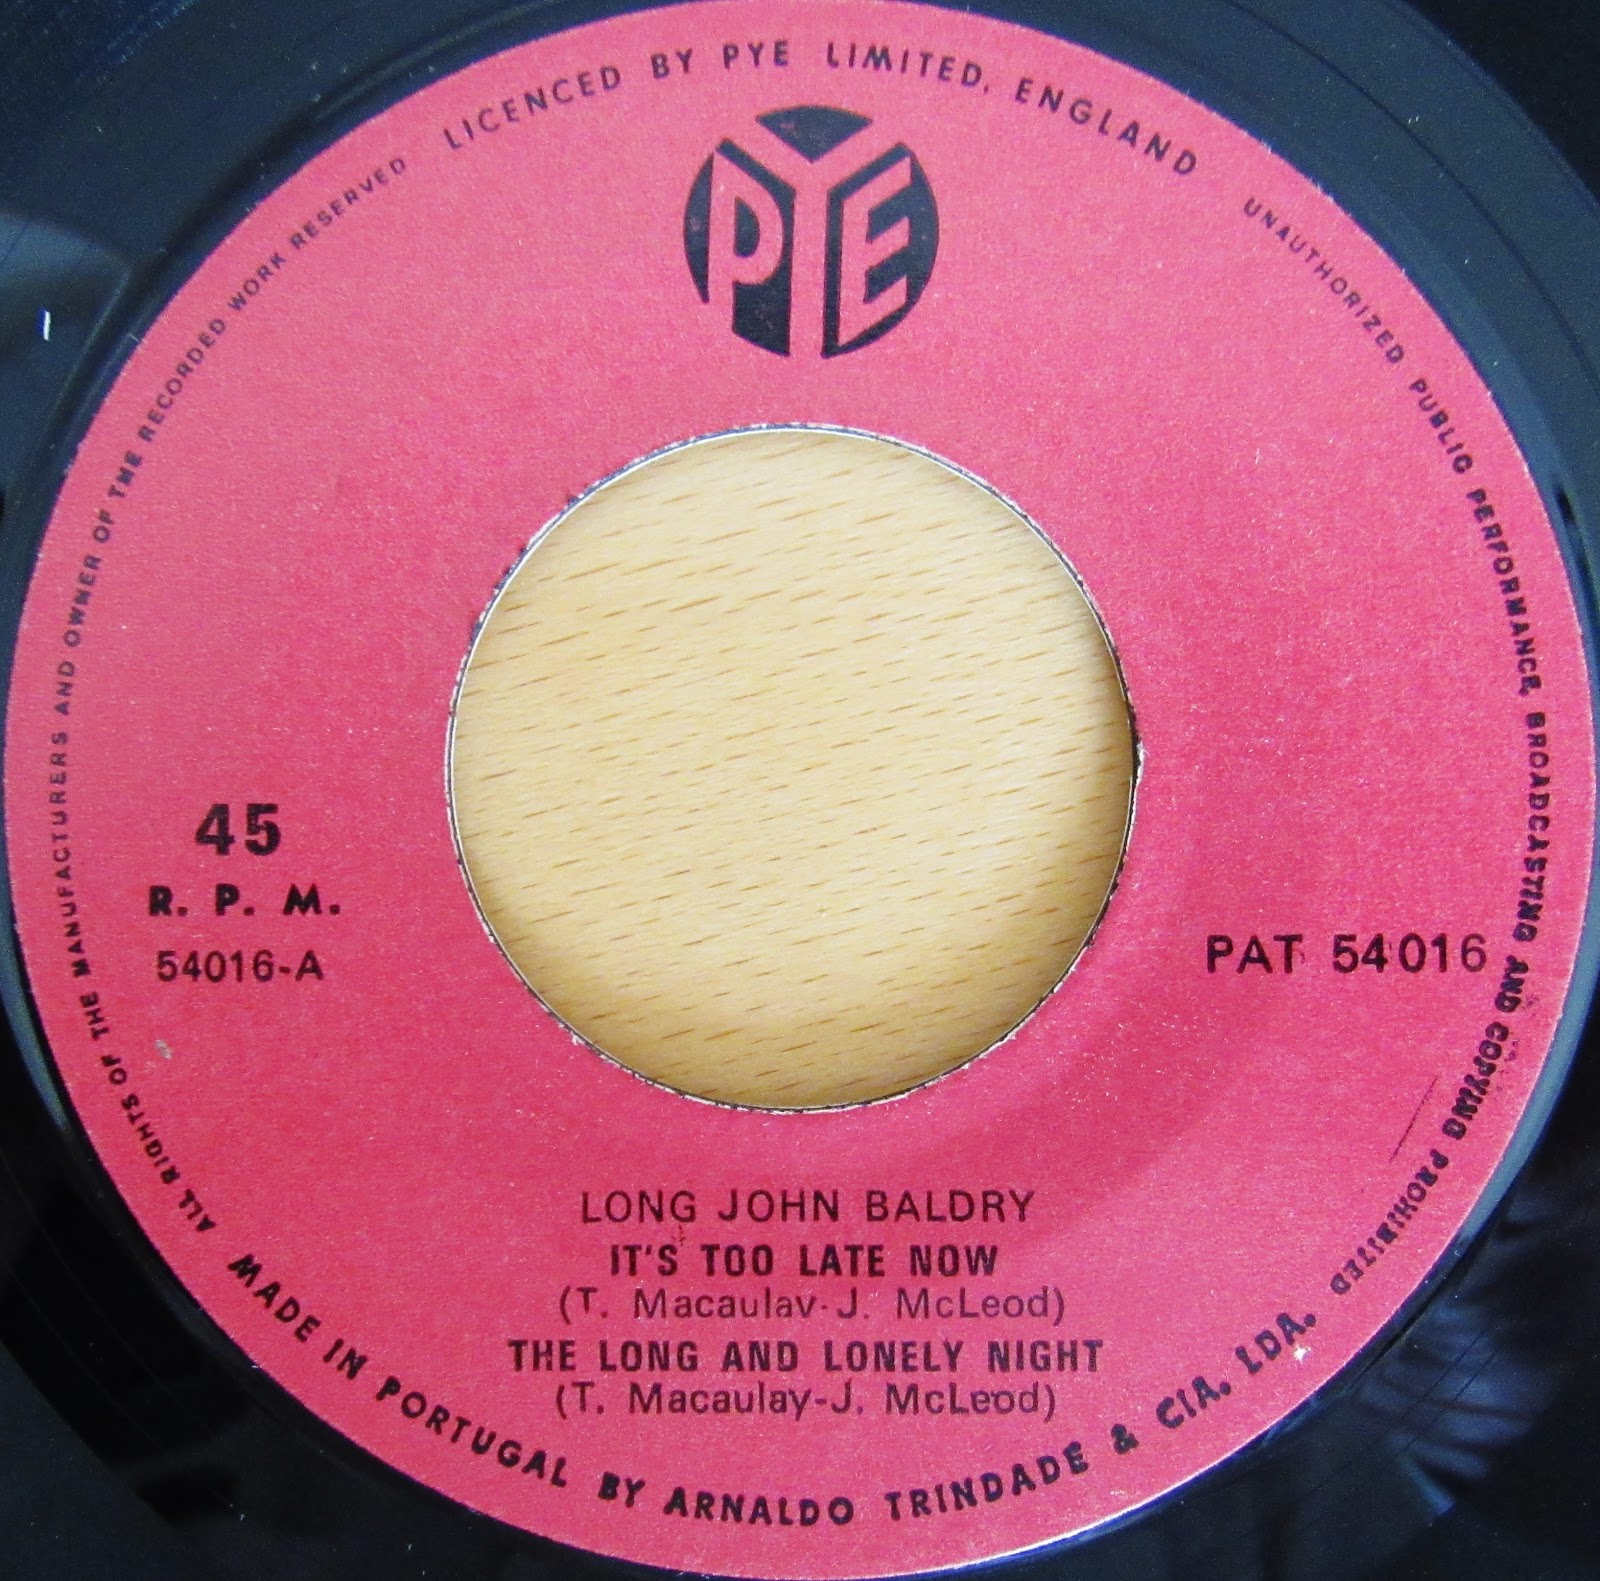 ALL RIGHTS OF THE MANUFACTURERS AND OWNER OF THE RECORDED WORK RESERVED
LICENCED BY PYE LIMITED, ENGLAND
UNAUTHORIZED PUBLIC PERFORMANCE, BROADCASTING AND COPYING PROHIBITED
PYE
45
R. P. M.
54016-A
PAT 54016
LONG JOHN BALDRY
IT'S TOO LATE NOW
(T. Macaulav-J. McLeod)
THE LONG AND LONELY NIGHT
(T. Macaulay-J. McLeod)
MADE IN PORTUGAL BY ARNALDO TRINDADE & CIA. LDA.